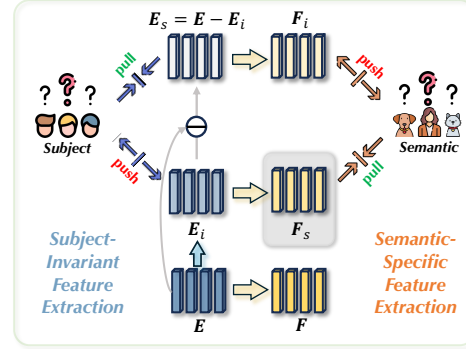 E_s = E − E_i
F_i
pull
push
? ? ?
? ? ?
Subject
Semantic
push
pull
E_i
F_s
Subject-
Invariant
Feature
Extraction
Semantic-
Specific
Feature
Extraction
E
F